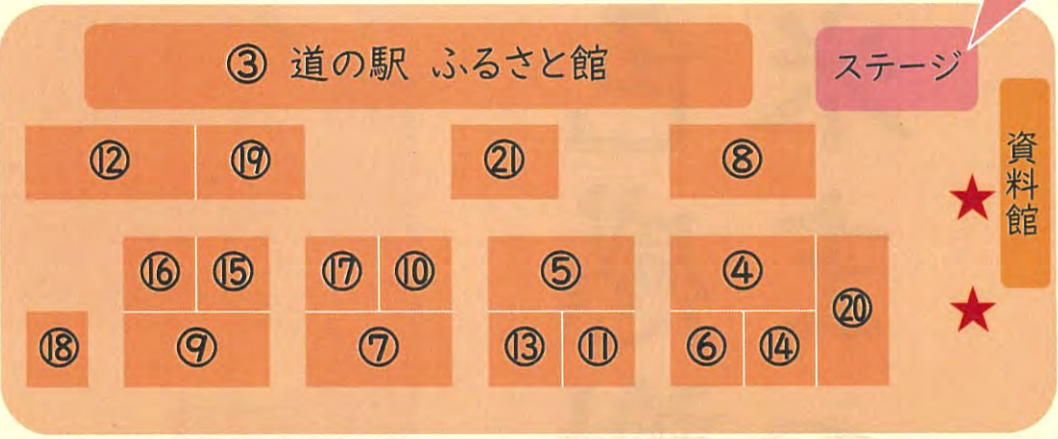 ③ 道の駅 ふるさと館
ステージ
資料館
⑫ ⑲ ㉑ ⑧
⑯ ⑮ ⑰ ⑩ ⑤ ④ ⑳
⑱ ⑨ ⑦ ⑬ ⑪ ⑥ ⑭